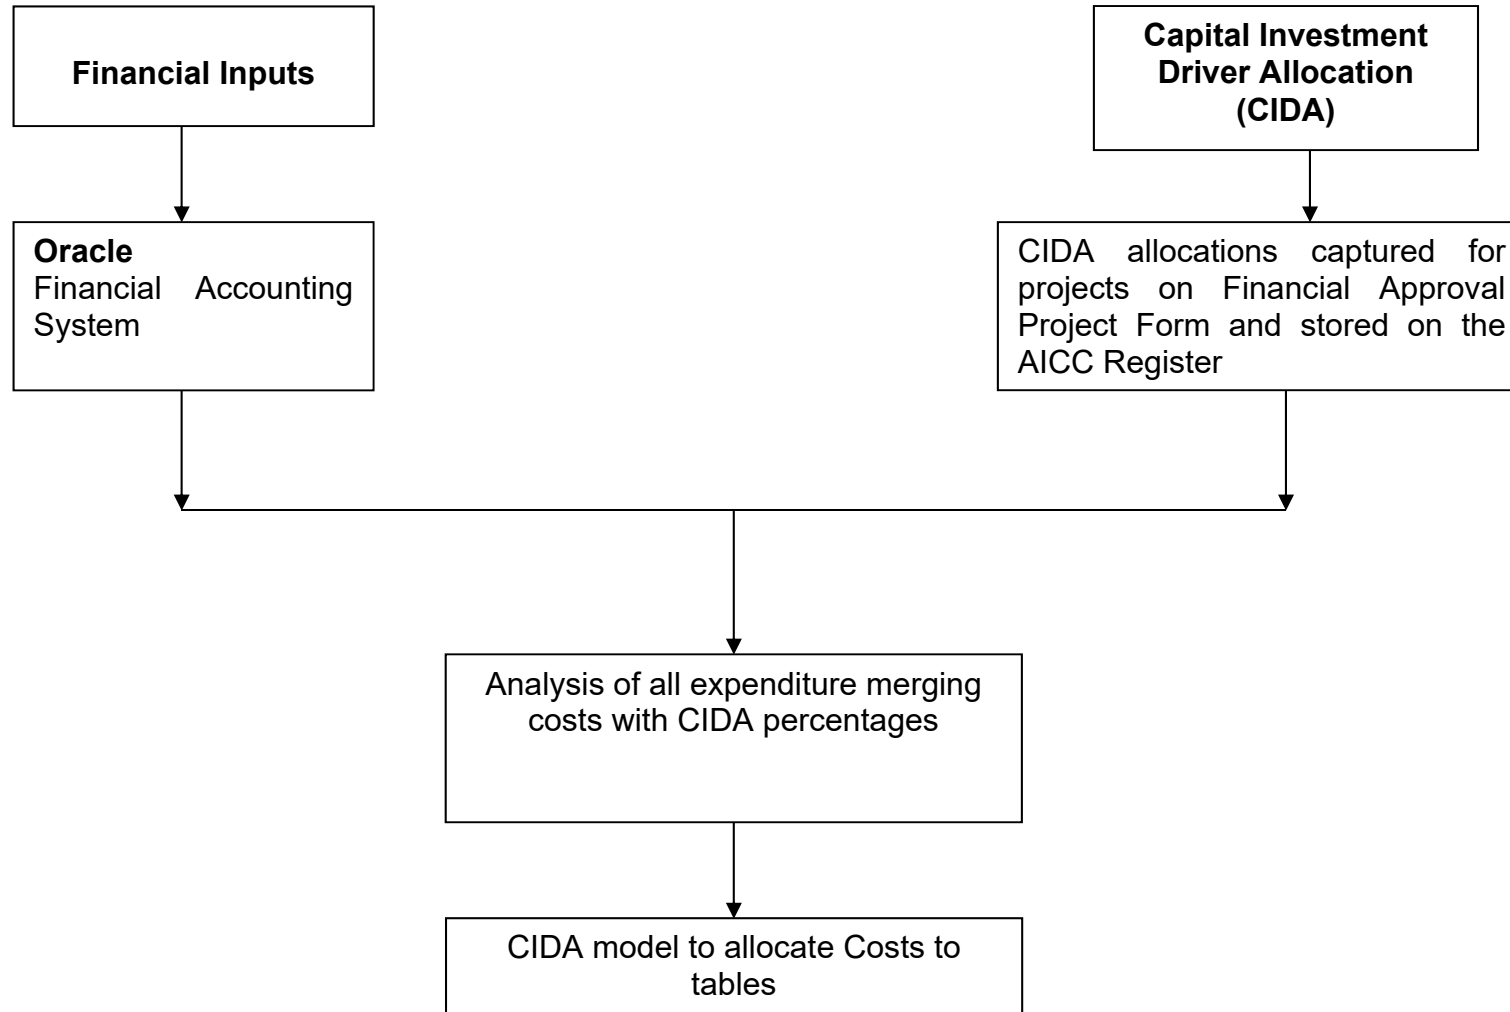 Financial Inputs
Capital Investment
Driver Allocation
(CIDA)
Oracle
Financial Accounting
System
CIDA allocations captured for
projects on Financial Approval
Project Form and stored on the
AICC Register
Analysis of all expenditure merging
costs with CIDA percentages
CIDA model to allocate Costs to
tables